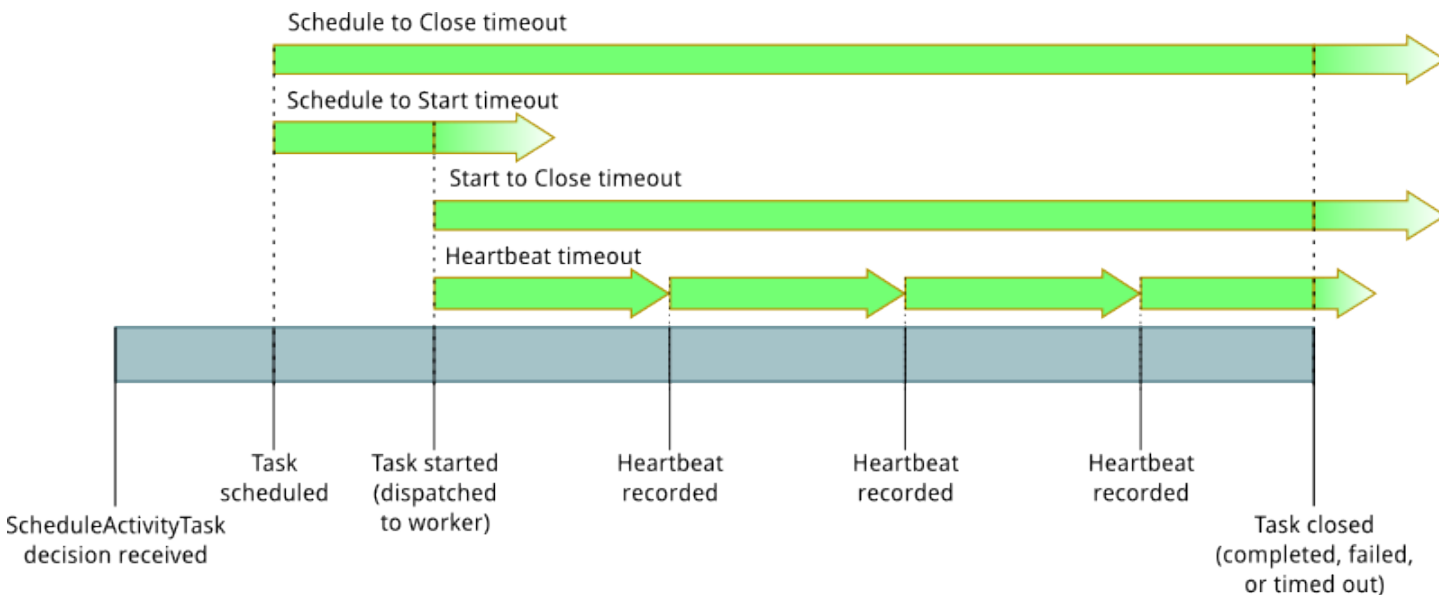 Schedule to Close timeout
Schedule to Start timeout
Start to Close timeout
Heartbeat timeout
ScheduleActivityTask
decision received
Task
scheduled
Task started
(dispatched
to worker)
Heartbeat
recorded
Heartbeat
recorded
Heartbeat
recorded
Task closed
(completed, failed,
or timed out)